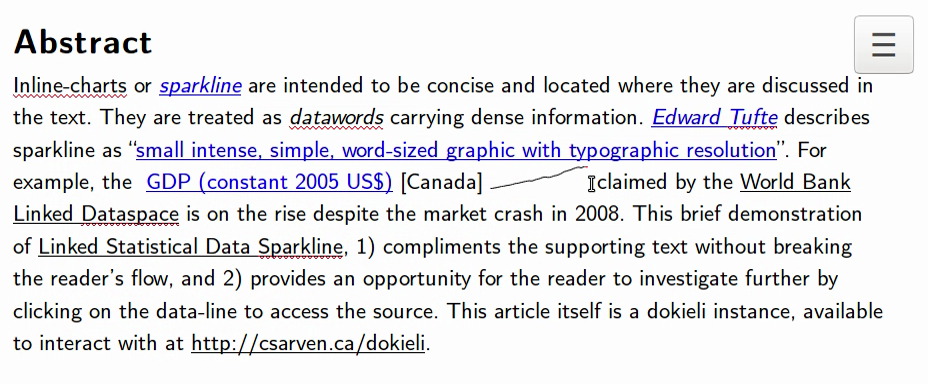 Abstract
Inline-charts or sparkline are intended to be concise and located where they are discussed in
the text. They are treated as datawords carrying dense information. Edward Tufte describes
sparkline as “small intense, simple, word-sized graphic with typographic resolution”. For
example, the GDP (constant 2005 US$) [Canada] claimed by the World Bank
Linked Dataspace is on the rise despite the market crash in 2008. This brief demonstration
of Linked Statistical Data Sparkline, 1) compliments the supporting text without breaking
the reader's flow, and 2) provides an opportunity for the reader to investigate further by
clicking on the data-line to access the source. This article itself is a dokieli instance, available
to interact with at http://csarven.ca/dokieli.